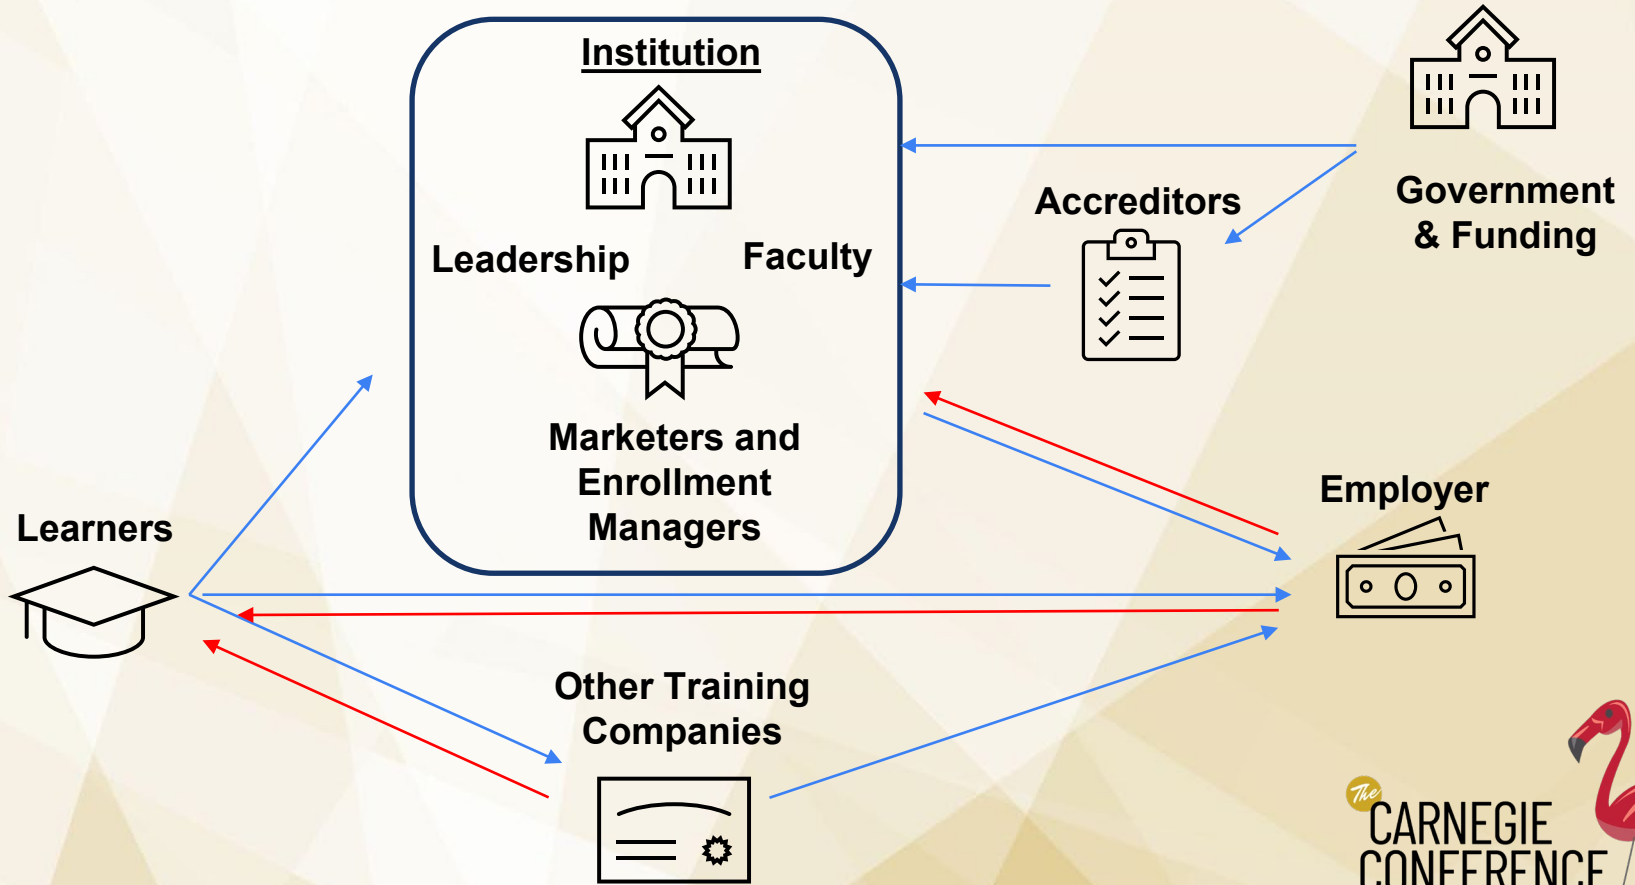 Institution
Leadership
Faculty
Marketers and
Enrollment
Managers
Accreditors
Government
& Funding
Learners
Employer
Other Training
Companies
The
CARNEGIE
CONFERENCE